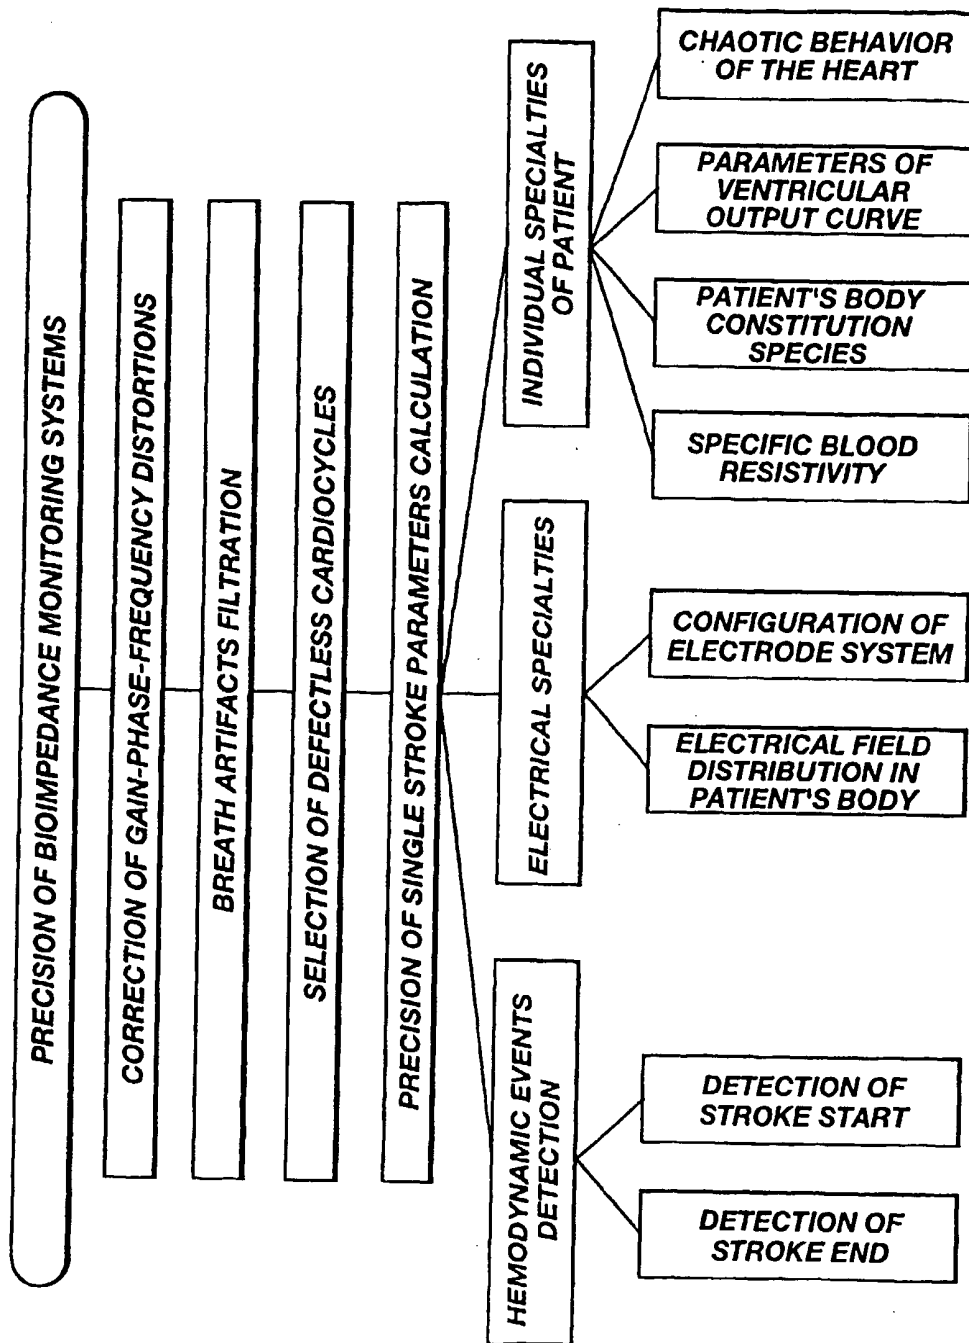 PRECISION OF BIOIMPEDANCE MONITORING SYSTEMS
CORRECTION OF GAIN-PHASE-FREQUENCY DISTORTIONS
BREATH ARTIFACTS FILTRATION
SELECTION OF DEFECTLESS CARDIOCYCLES
PRECISION OF SINGLE STROKE PARAMETERS CALCULATION
HEMODYNAMIC EVENTS
DETECTION
ELECTRICAL SPECIALTIES
INDIVIDUAL SPECIALTIES
OF PATIENT
CHAOTIC BEHAVIOR
OF THE HEART
PARAMETERS OF
VENTRICULAR
OUTPUT CURVE
PATIENT'S BODY
CONSTITUTION
SPECIES
SPECIFIC BLOOD
RESISTIVITY
CONFIGURATION OF
ELECTRODE SYSTEM
ELECTRICAL FIELD
DISTRIBUTION IN
PATIENT'S BODY
DETECTION OF
STROKE START
DETECTION OF
STROKE END